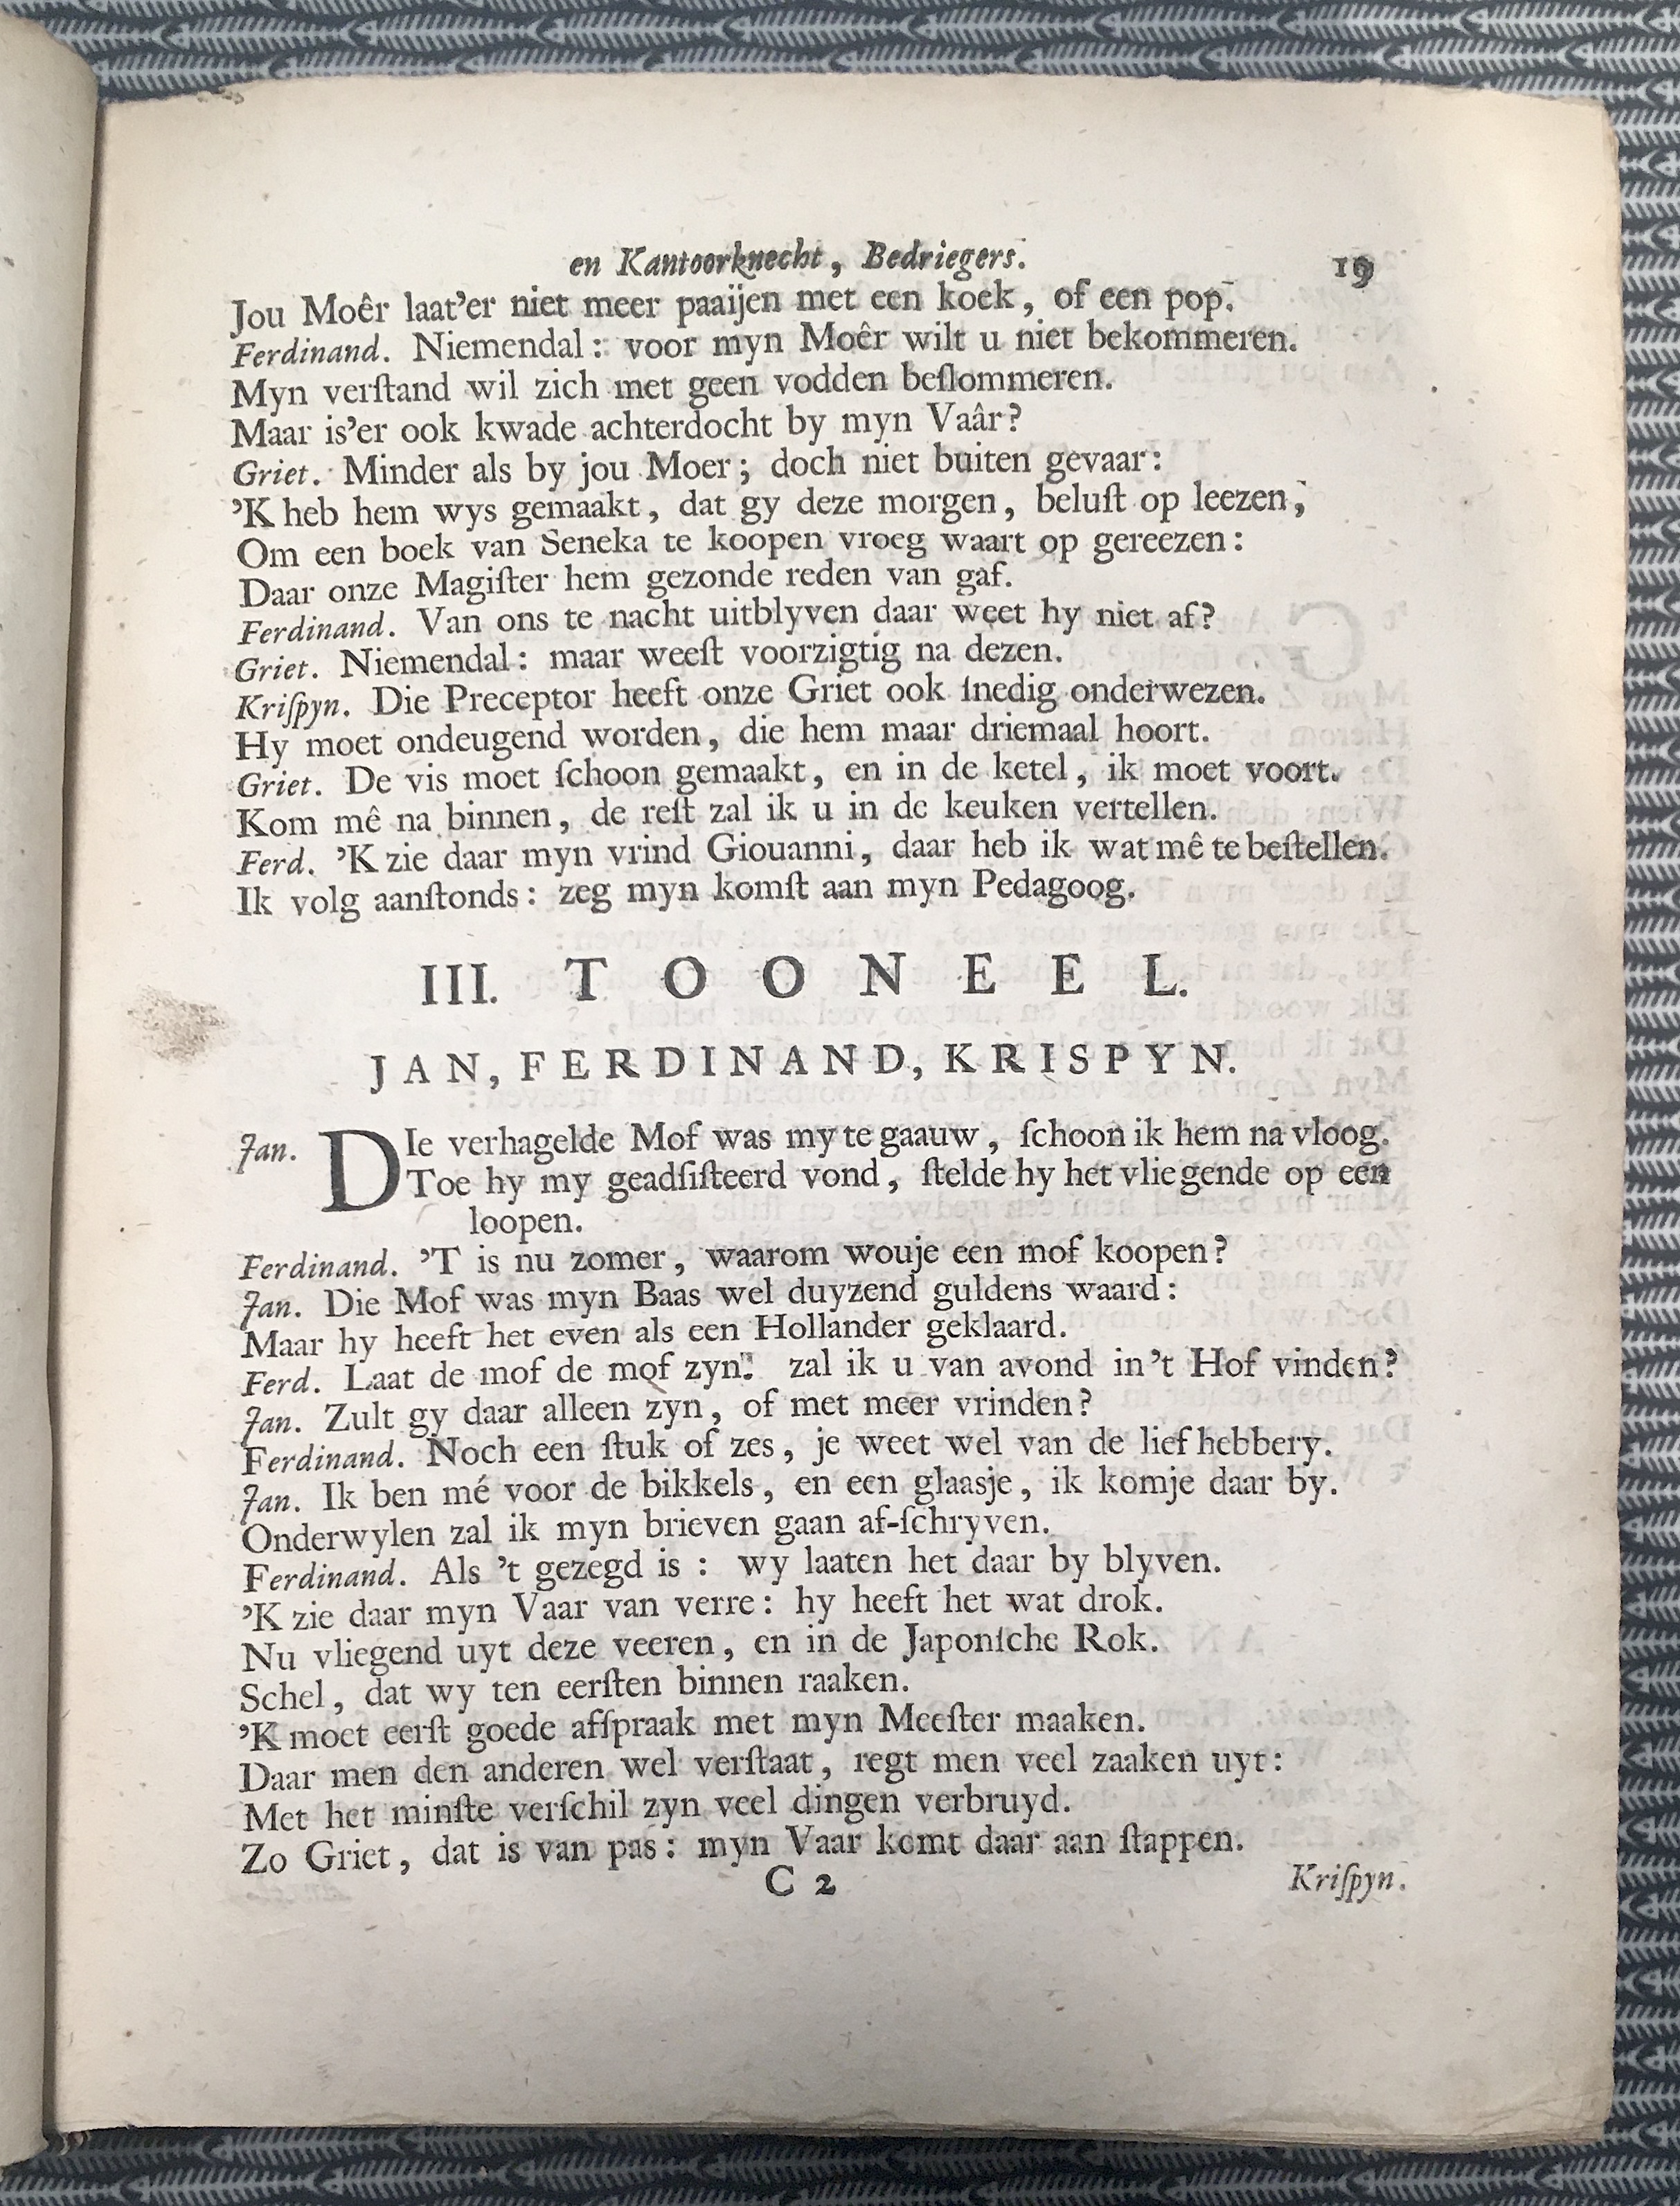 en Kantoorknecht, Bedriegers. 19
Jou Moêr laat'er niet meer paaijen met een koek, of een pop.
Ferdinand. Niemendal: voor myn Moêr wilt u niet bekommeren.
Myn verſtand wil zich met geen vodden beſlommeren.
Maar is'er ook kwade achterdocht by myn Vaâr?
Griet. Minder als by jou Moer; doch niet buiten gevaar:
'K heb hem wys gemaakt, dat gy deze morgen, beluſt op leezen,
Om een boek van Seneka te koopen vroeg waart op gereezen:
Daar onze Magiſter hem gezonde reden van gaf.
Ferdinand. Van ons te nacht uitblyven daar weet hy niet af?
Griet. Niemendal: maar weeſt voorzigtig na dezen.
Kriſpyn. Die Preceptor heeft onze Griet ook ſnedig onderwezen.
Hy moet ondeugend worden, die hem maar driemaal hoort.
Griet. De vis moet ſchoon gemaakt, en in de ketel, ik moet voort.
Kom mê na binnen, de reſt zal ik u in de keuken vertellen.
Ferd. 'K zie daar myn vrind Giouanni, daar heb ik wat mê te beſtellen.
Ik volg aanſtonds: zeg myn komſt aan myn Pedagoog.
III. TOONEEL.
JAN, FERDINAND, KRISPYN.
Jan. DIe verhagelde Mof was my te gaauw, ſchoon ik hem na vloog.
Toe hy my geadſiſteerd vond, ſtelde hy het vliegende op een
loopen.
Ferdinand. 'T is nu zomer, waarom wouje een mof koopen?
Jan. Die Mof was myn Baas wel duyzend guldens waard:
Maar hy heeft het even als een Hollander geklaard.
Ferd. Laat de mof de mof zyn: zal ik u van avond in 't Hof vinden?
Jan. Zult gy daar alleen zyn, of met meer vrinden?
Ferdinand. Noch een ſtuk of zes, je weet wel van de liefhebbery.
Jan. Ik ben mé voor de bikkels, en een glaasje, ik komje daar by.
Onderwylen zal ik myn brieven gaan af-ſchryven.
Ferdinand. Als 't gezegd is : wy laaten het daar by blyven.
'K zie daar myn Vaar van verre: hy heeft het wat drok.
Nu vliegend uyt deze veeren, en in de Japonſche Rok.
Schel, dat wy ten eerſten binnen raaken.
'K moet eerſt goede afſpraak met myn Meeſter maaken.
Daar men den anderen wel verſtaat, regt men veel zaaken uyt:
Met het minſte verſchil zyn veel dingen verbruyd.
Zo Griet, dat is van pas: myn Vaar komt daar aan ſtappen.
C 2 Kriſpyn.